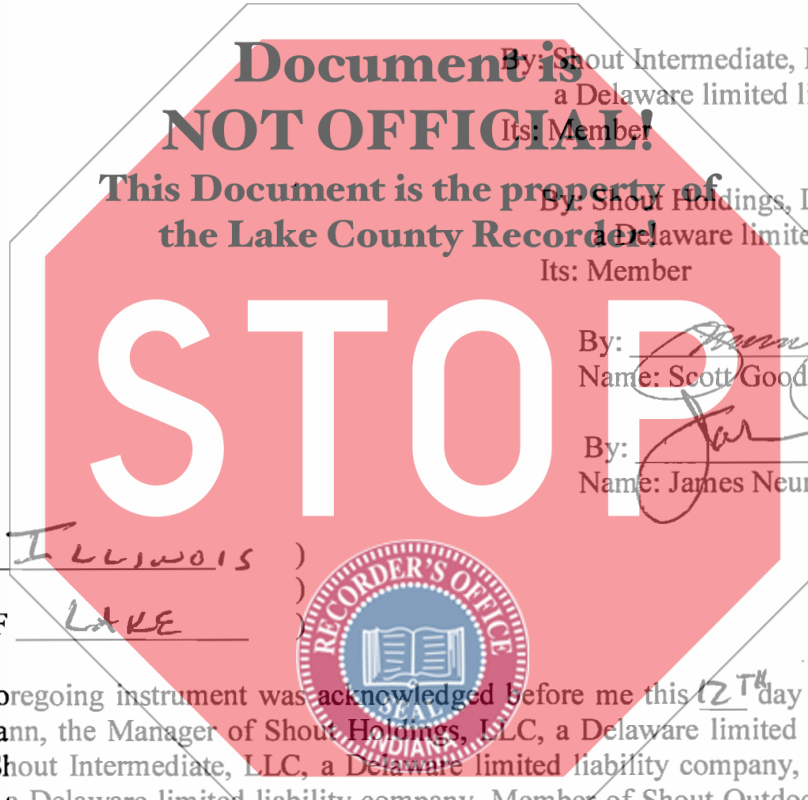 Document is
NOT OFFICIAL!
This Document is the property of
the Lake County Recorder!
STOP
By: Shout Intermediate,
a Delaware limited
Its: Member
By: Shout Holdings,
a Delaware limite
Its: Member
By:
Name: Scott Good
By:
Name: James Neu
ILLINOIS )
)
F LAKE )
RECORDER'S OFFICE
SEAL
INDIANA
oregoing instrument was acknowledged before me this 12TH day
ann, the Manager of Shout Holdings, LLC, a Delaware limited
Shout Intermediate, LLC, a Delaware limited liability company,
a Delaware limited liability company, Member of Shout Outdoo